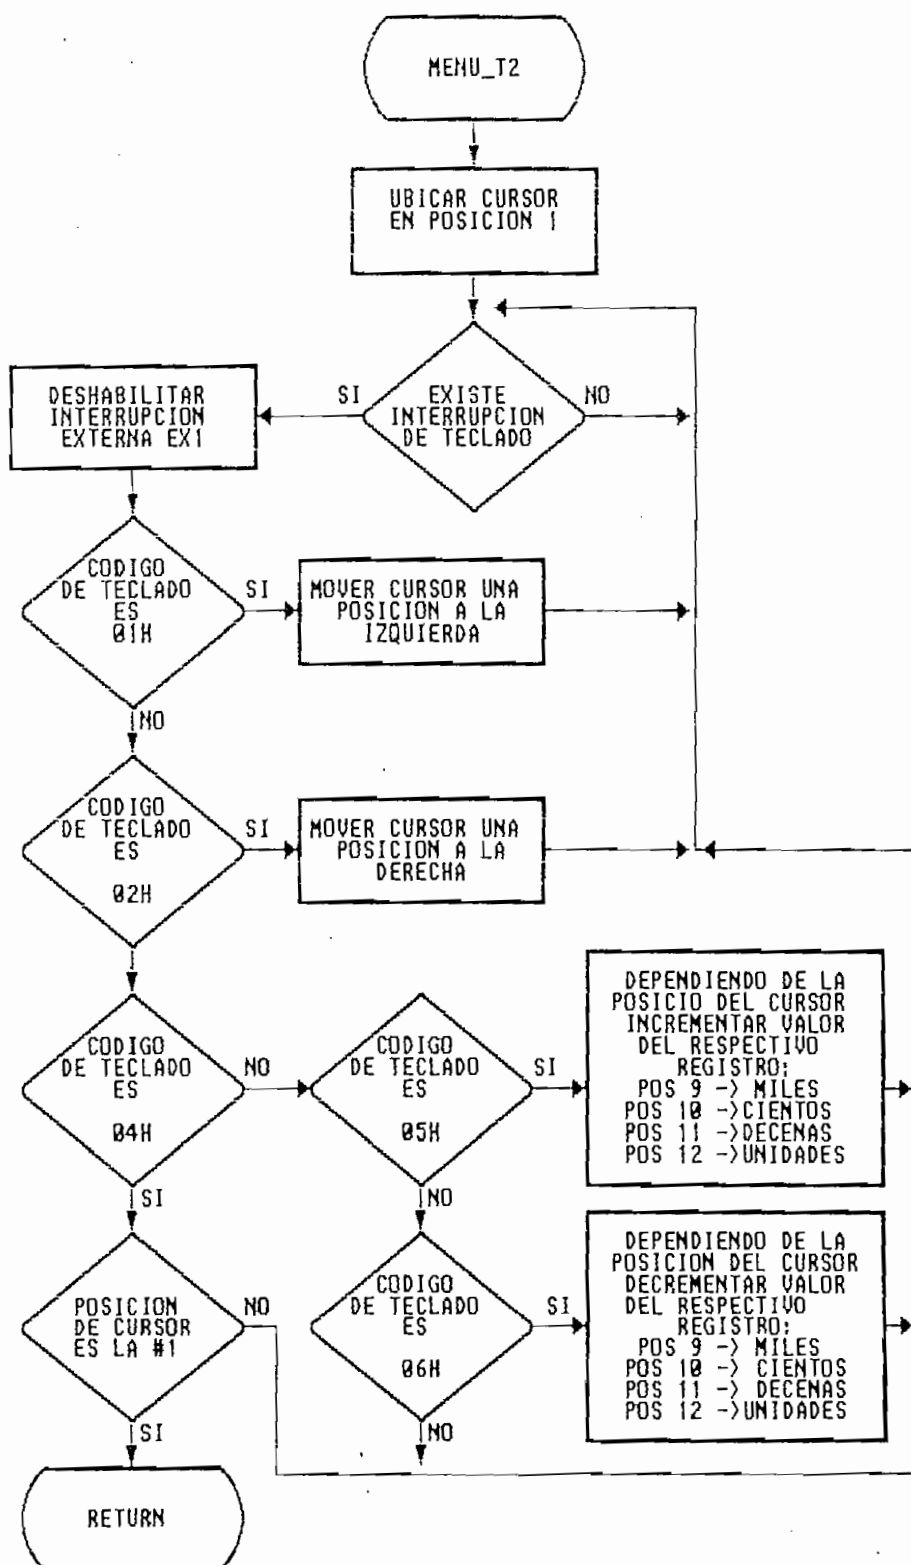 MENU_T2
UBICAR CURSOR
EN POSICION 1
EXISTE
INTERRUPCION
DE TECLADO
SI
NO
DESHABILITAR
INTERRUPCION
EXTERNA EX1
CODIGO
DE TECLADO
ES
01H
SI
MOVER CURSOR UNA
POSICION A LA
IZQUIERDA
NO
CODIGO
DE TECLADO
ES
02H
SI
MOVER CURSOR UNA
POSICION A LA
DERECHA
CODIGO
DE TECLADO
ES
04H
NO
CODIGO
DE TECLADO
ES
05H
SI
DEPENDIENDO DE LA
POSICIO DEL CURSOR
INCREMENTAR VALOR
DEL RESPECTIVO
REGISTRO:
POS 9 -> MILES
POS 10 ->CIENTOS
POS 11 ->DECENAS
POS 12 ->UNIDADES
SI
NO
POSICION
DE CURSOR
ES LA #1
NO
CODIGO
DE TECLADO
ES
06H
SI
DEPENDIENDO DE LA
POSICION DEL CURSOR
DECREMENTAR VALOR
DEL RESPECTIVO
REGISTRO:
POS 9 -> MILES
POS 10 -> CIENTOS
POS 11 -> DECENAS
POS 12 ->UNIDADES
SI
NO
RETURN